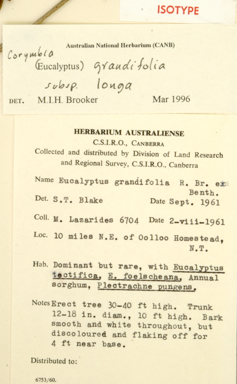 ISOTYPE
Australian National Herbarium (CANB)
Corymbia
(Eucalyptus) grandifolia
subsp. longa
DET. M.I.H. Brooker Mar 1996
HERBARIUM AUSTRALIENSE
C.S.I.R.O., CANBERRA
Collected and distributed by Division of Land Research
and Regional Survey, C.S.I.R.O., Canberra
Name Eucalyptus grandifolia R. Br. ex
Benth.
Det. S.T. Blake Date Sept. 1961
Coll. M. Lazarides 6704 Date 2-viii-1961
Loc. 10 miles N.E. of Oolloo Homestead,
N.T.
Hab. Dominant but rare, with Eucalyptus
tectifica, E. foelscheana, Annual
sorghum, Plectrachne pungens.
Notes Erect tree 30-40 ft high. Trunk
12-18 in. diam., 10 ft high. Bark
smooth and white throughout, but
discoloured and flaking off for
4 ft near base.
Distributed to:
6753/60.